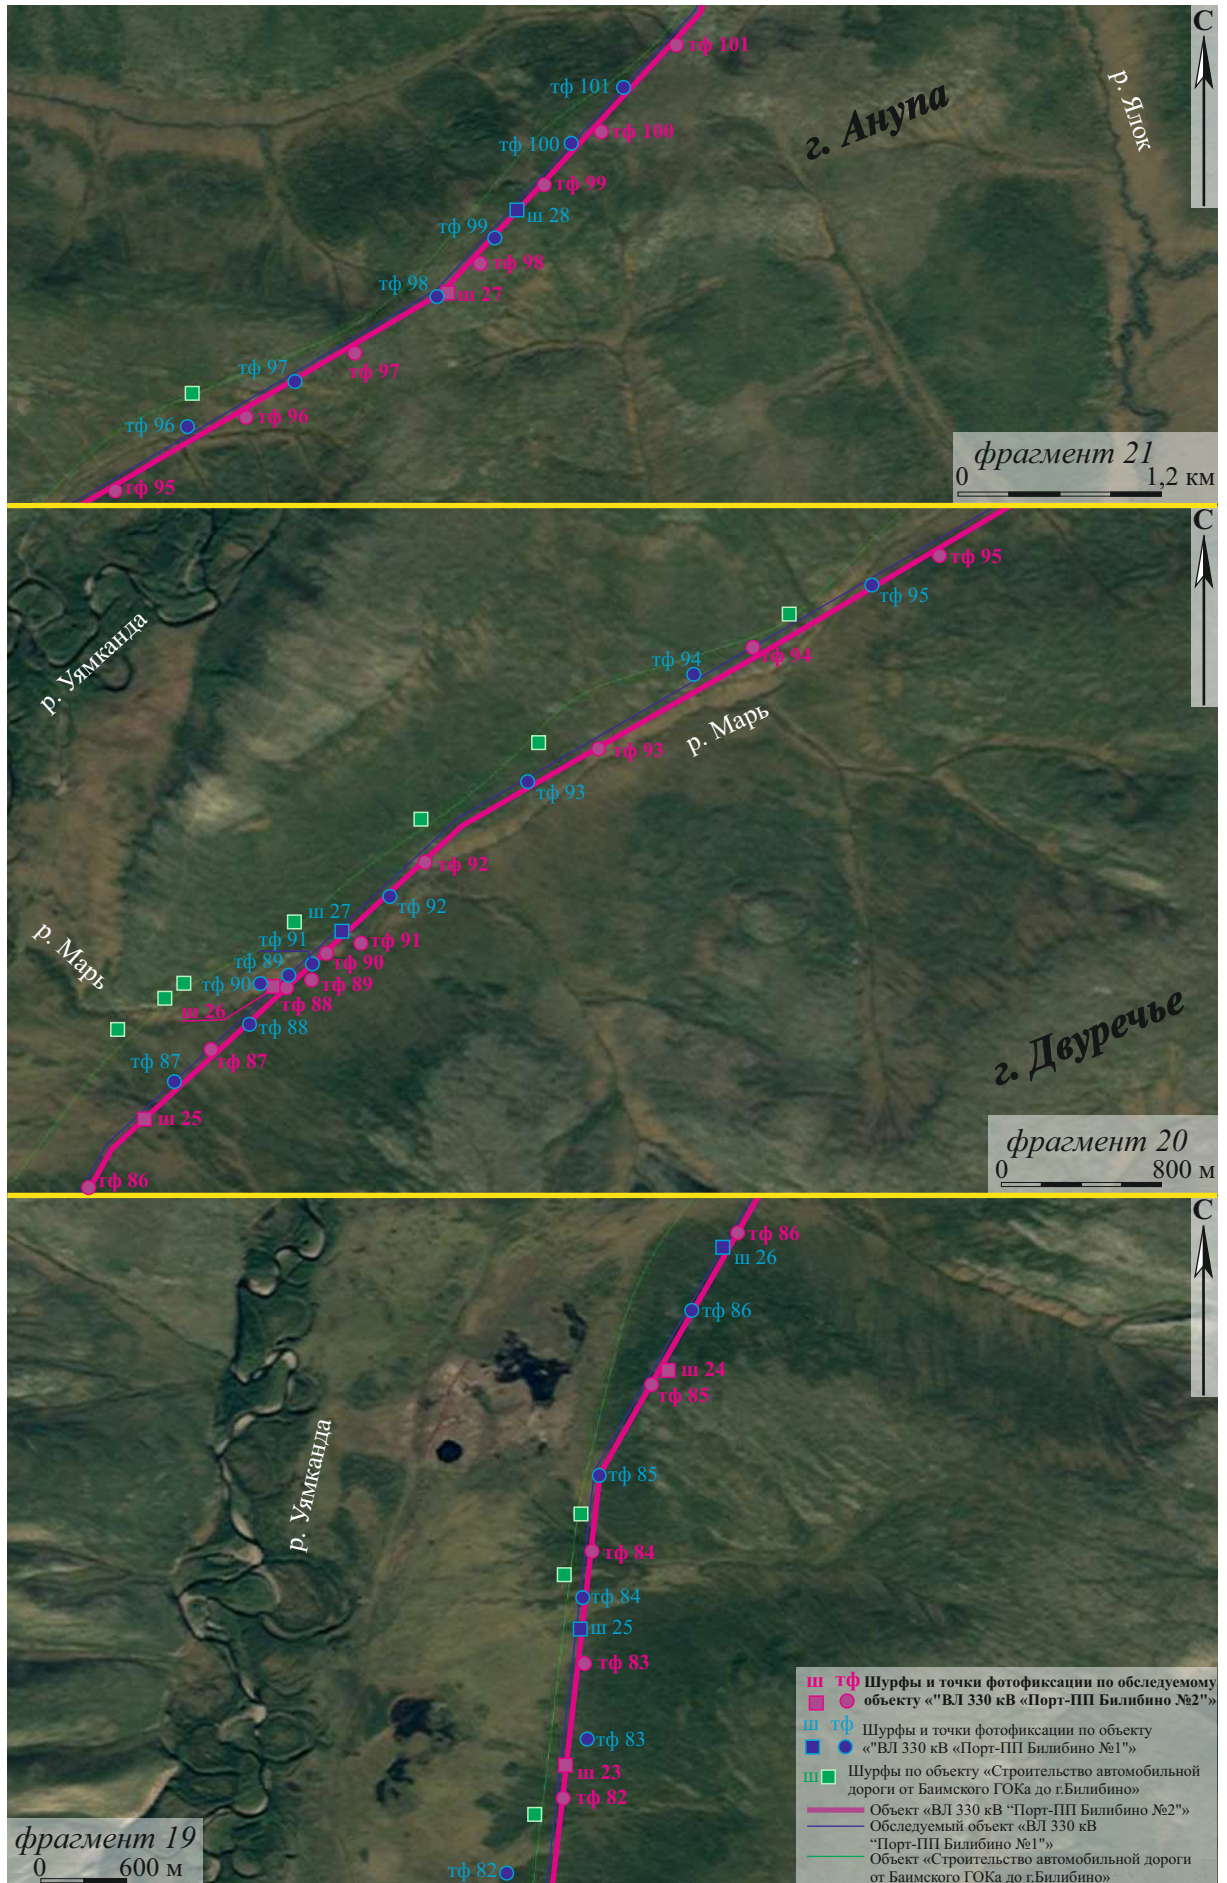 С
тф 101
тф 101
г. Анупа
р. Ялок
тф 100
тф 100
тф 99
ш 28
тф 99
тф 98
тф 98
ш 27
тф 97
тф 97
тф 96
тф 96
тф 95
фрагмент 21
0 1,2 км
С
тф 95
тф 95
р. Уямканда
тф 94
тф 94
р. Марь
тф 93
тф 93
тф 92
тф 92
ш 27
тф 91
тф 91
р. Марь
тф 90
тф 89
тф 90
тф 89
тф 88
ш 26
тф 88
г. Двуречье
тф 87
тф 87
ш 25
тф 86
фрагмент 20
0 800 м
С
тф 86
ш 26
тф 86
ш 24
тф 85
р. Уямканда
тф 85
тф 84
тф 84
ш 25
тф 83
тф 83
ш 23
тф 82
тф 82
фрагмент 19
0 600 м
ш тф Шурфы и точки фотофиксации по обследуемому
объекту «"ВЛ 330 кВ «Порт-ПП Билибино №2"»
ш тф Шурфы и точки фотофиксации по объекту
«"ВЛ 330 кВ «Порт-ПП Билибино №1"»
ш Шурфы по объекту «Строительство автомобильной
дороги от Баимского ГОКа до г.Билибино»
Объект «ВЛ 330 кВ “Порт-ПП Билибино №2"»
Обследуемый объект «ВЛ 330 кВ
“Порт-ПП Билибино №1"»
Объект «Строительство автомобильной дороги
от Баимского ГОКа до г.Билибино»